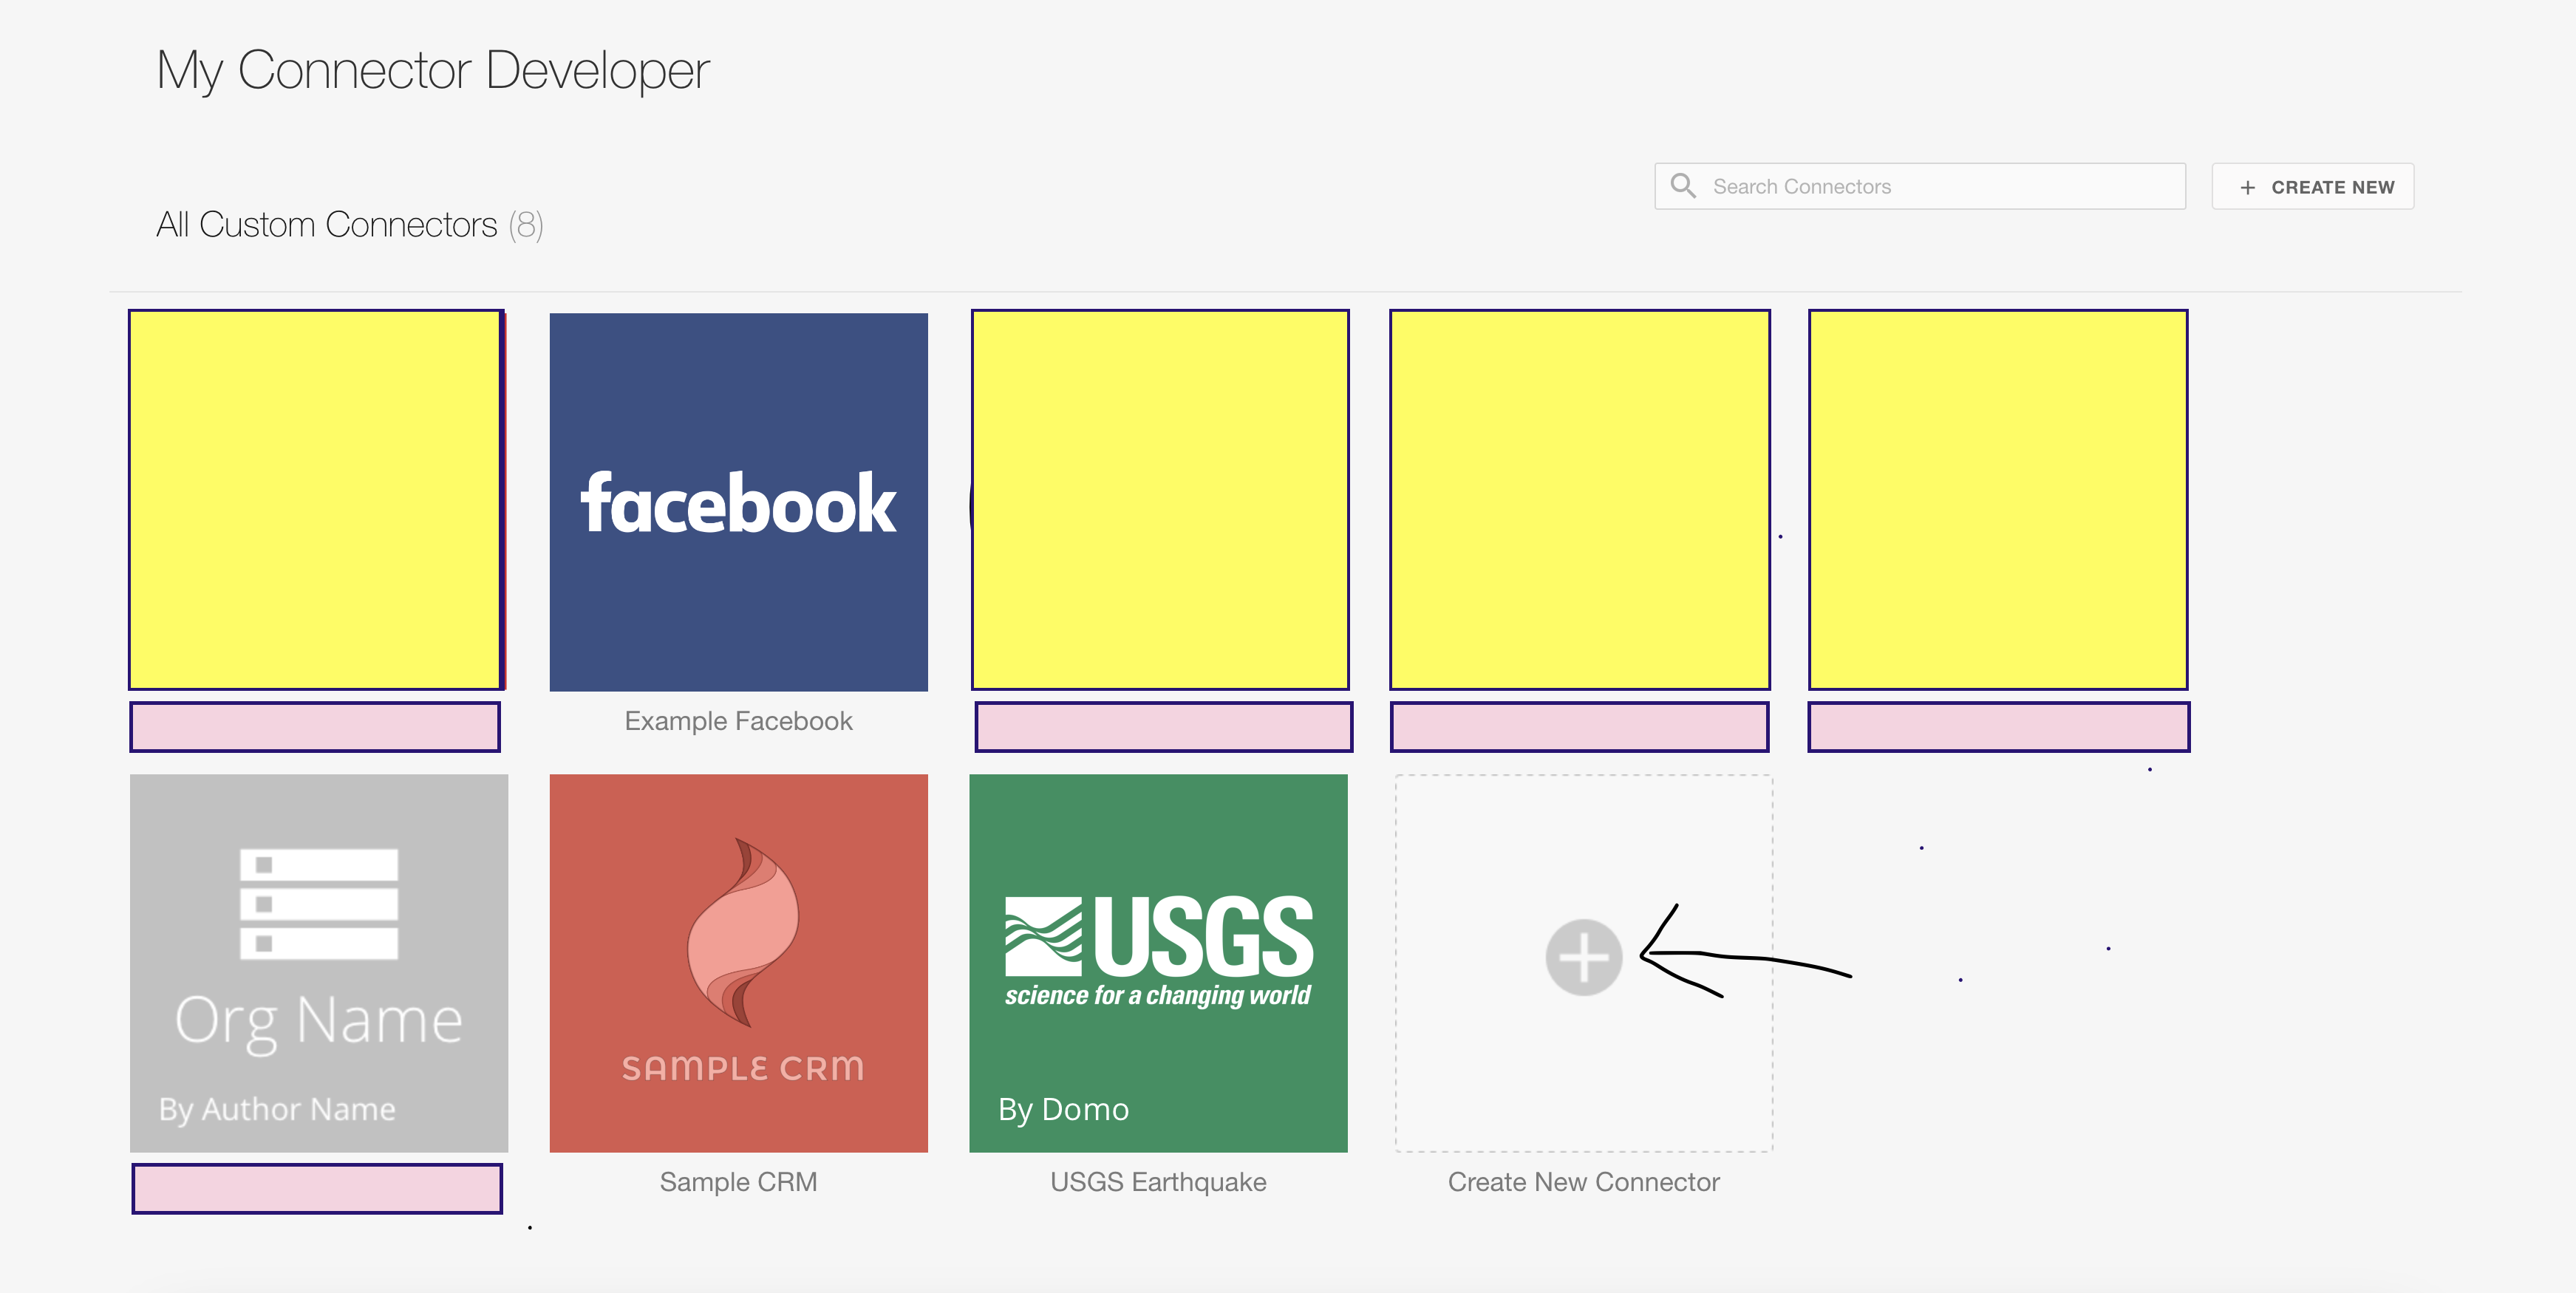 My Connector Developer
Search Connectors
+ CREATE NEW
All Custom Connectors (8)
facebook
Example Facebook
Org Name
By Author Name
SAMPLE CRM
Sample CRM
USGS
science for a changing world
By Domo
USGS Earthquake
Create New Connector